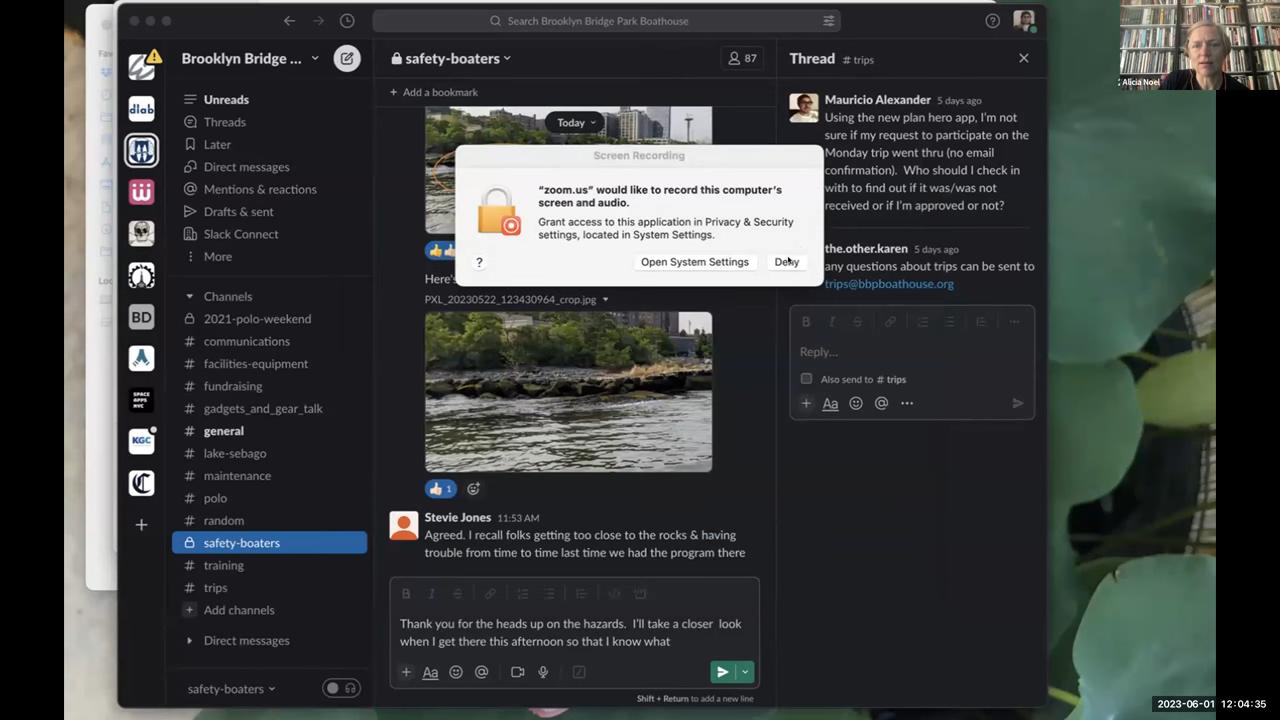 Search Brooklyn Bridge Park Boathouse
Brooklyn Bridge ...
Unreads
Threads
Later
Direct messages
Mentions & reactions
Drafts & sent
Slack Connect
More
Channels
2021-polo-weekend
# communications
# facilities-equipment
# fundraising
# gadgets_and_gear_talk
# general
# lake-sebago
# maintenance
# polo
# random
safety-boaters
# training
# trips
+ Add channels
Direct messages
safety-boaters
dlab
BD
SPACE
APPS
NYC
KGC
safety-boaters
87
+ Add a bookmark
Today
Screen Recording
“zoom.us” would like to record this computer’s
screen and audio.
Grant access to this application in Privacy & Security
settings, located in System Settings.
?
Open System Settings
Deny
Here's
PXL_20230522_123430964_crop.jpg
1
Stevie Jones 11:53 AM
Agreed. I recall folks getting too close to the rocks & having
trouble from time to time last time we had the program there
Thank you for the heads up on the hazards. I'll take a closer look
when I get there this afternoon so that I know what
Shift + Return to add a new line
Thread # trips
Mauricio Alexander 5 days ago
Using the new plan hero app, I'm not
sure if my request to participate on the
Monday trip went thru (no email
confirmation). Who should I check in
with to find out if it was/was not
received or if I'm approved or not?
the.other.karen 5 days ago
any questions about trips can be sent to
trips@bbpboathouse.org
Reply...
Also send to # trips
Alicia Noel
2023-06-01 12:04:35